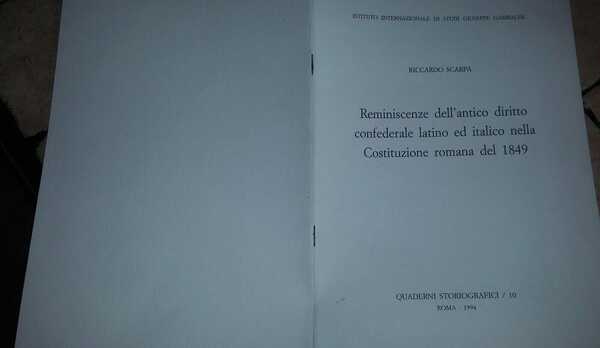 ISTITUTO INTERNAZIONALE DI STUDI GIUSEPPE GARIBALDI
RICCARDO SCARPA
Reminiscenze dell'antico diritto
confederale latino ed italico nella
Costituzione romana del 1849
QUADERNI STORIOGRAFICI / 10
ROMA - 1994